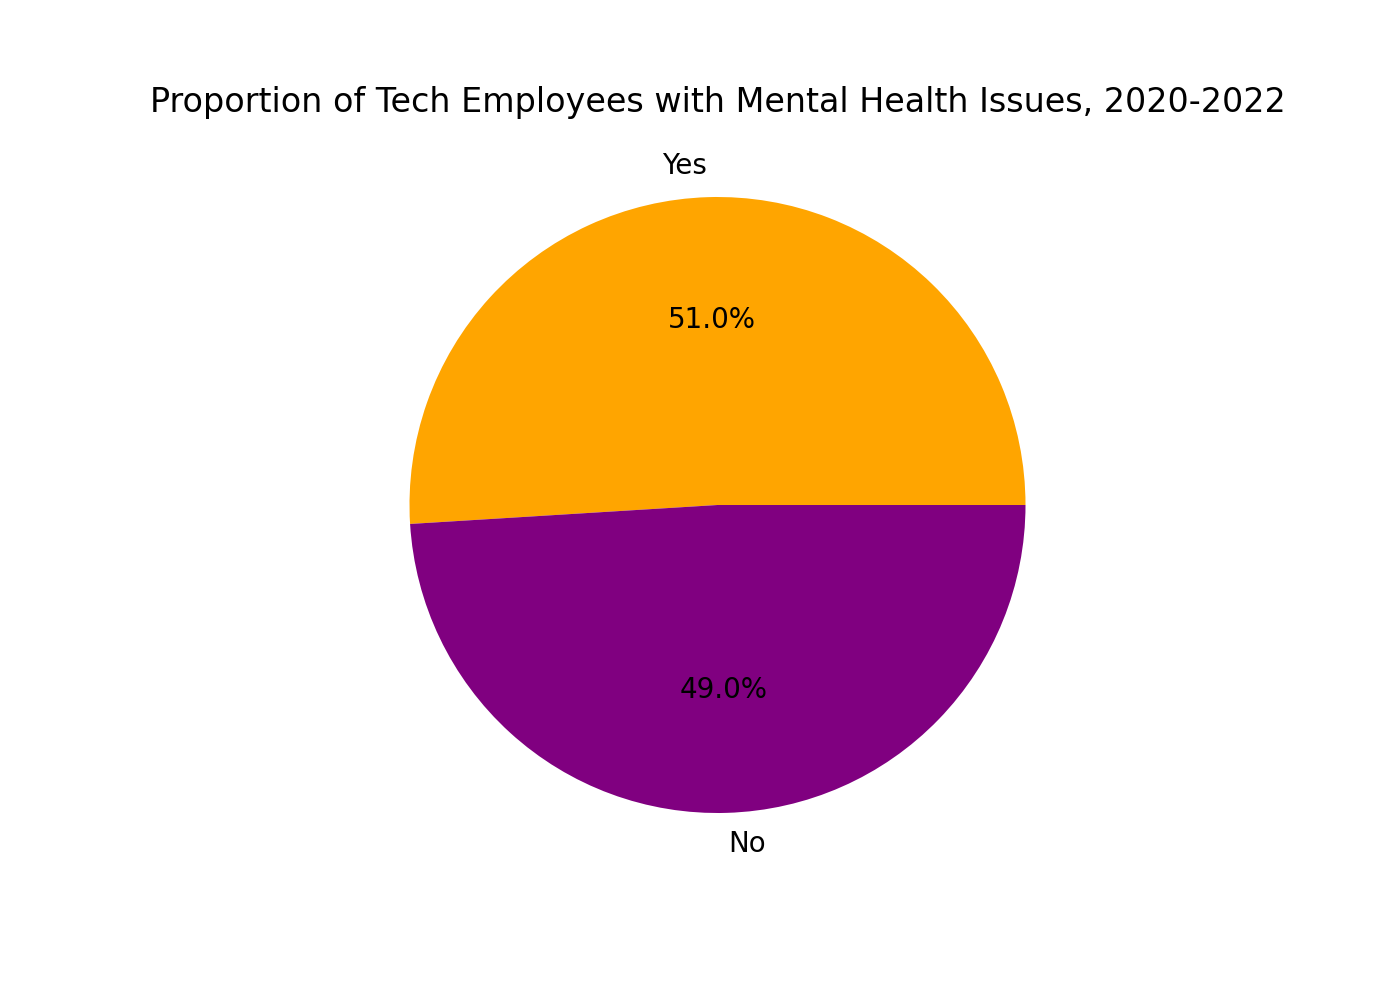 Proportion of Tech Employees with Mental Health Issues, 2020-2022
Yes
51.0%
49.0%
No